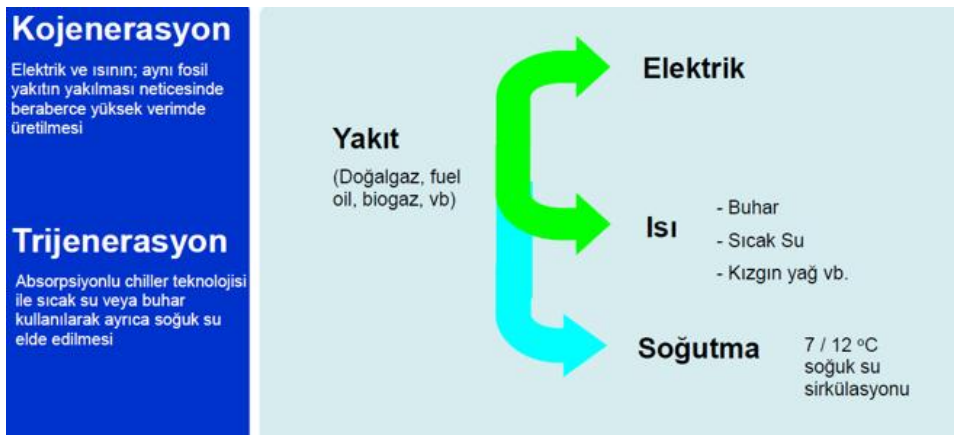 Kojenerasyon
Elektrik ve ısının; aynı fosil
yakıtın yakılması neticesinde
beraberce yüksek verimde
üretilmesi
Trijenerasyon
Absorpsiyonlu chiller teknolojisi
ile sıcak su veya buhar
kullanılarak ayrıca soğuk su
elde edilmesi
Yakıt
(Doğalgaz, fuel
oil, biogaz, vb)
Elektrik
Isı
- Buhar
- Sıcak Su
- Kızgın yağ vb.
Soğutma
7 / 12 ºC
soğuk su
sirkülasyonu